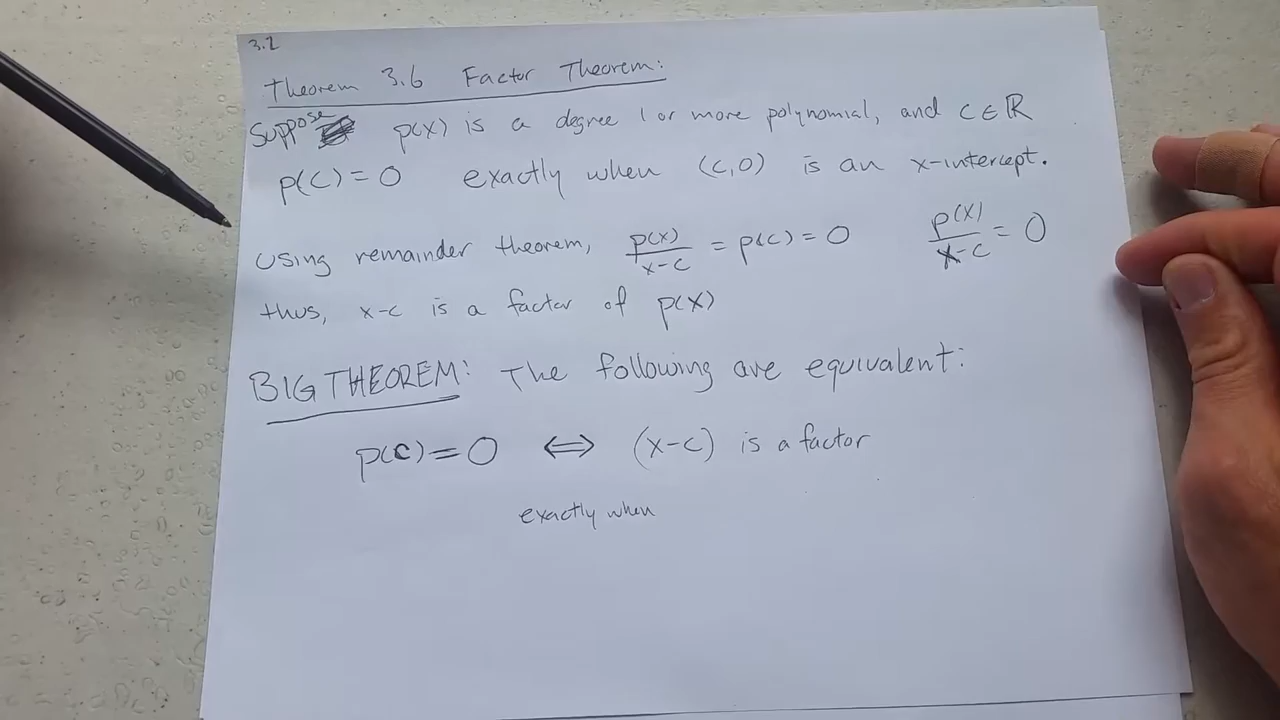 3.2
Theorem 3.6 Factor Theorem:
Suppose p(x) is a degree 1 or more polynomial, and C ∈ ℝ
p(c) = 0 exactly when (c,0) is an x-intercept.
Using remainder theorem, p(x)/x-c = p(c) = 0 p(x)/x-c = 0
thus, x-c is a factor of p(x)
BIG THEOREM: The following are equivalent:
p(c) = 0 ⟺ (x-c) is a factor
exactly when